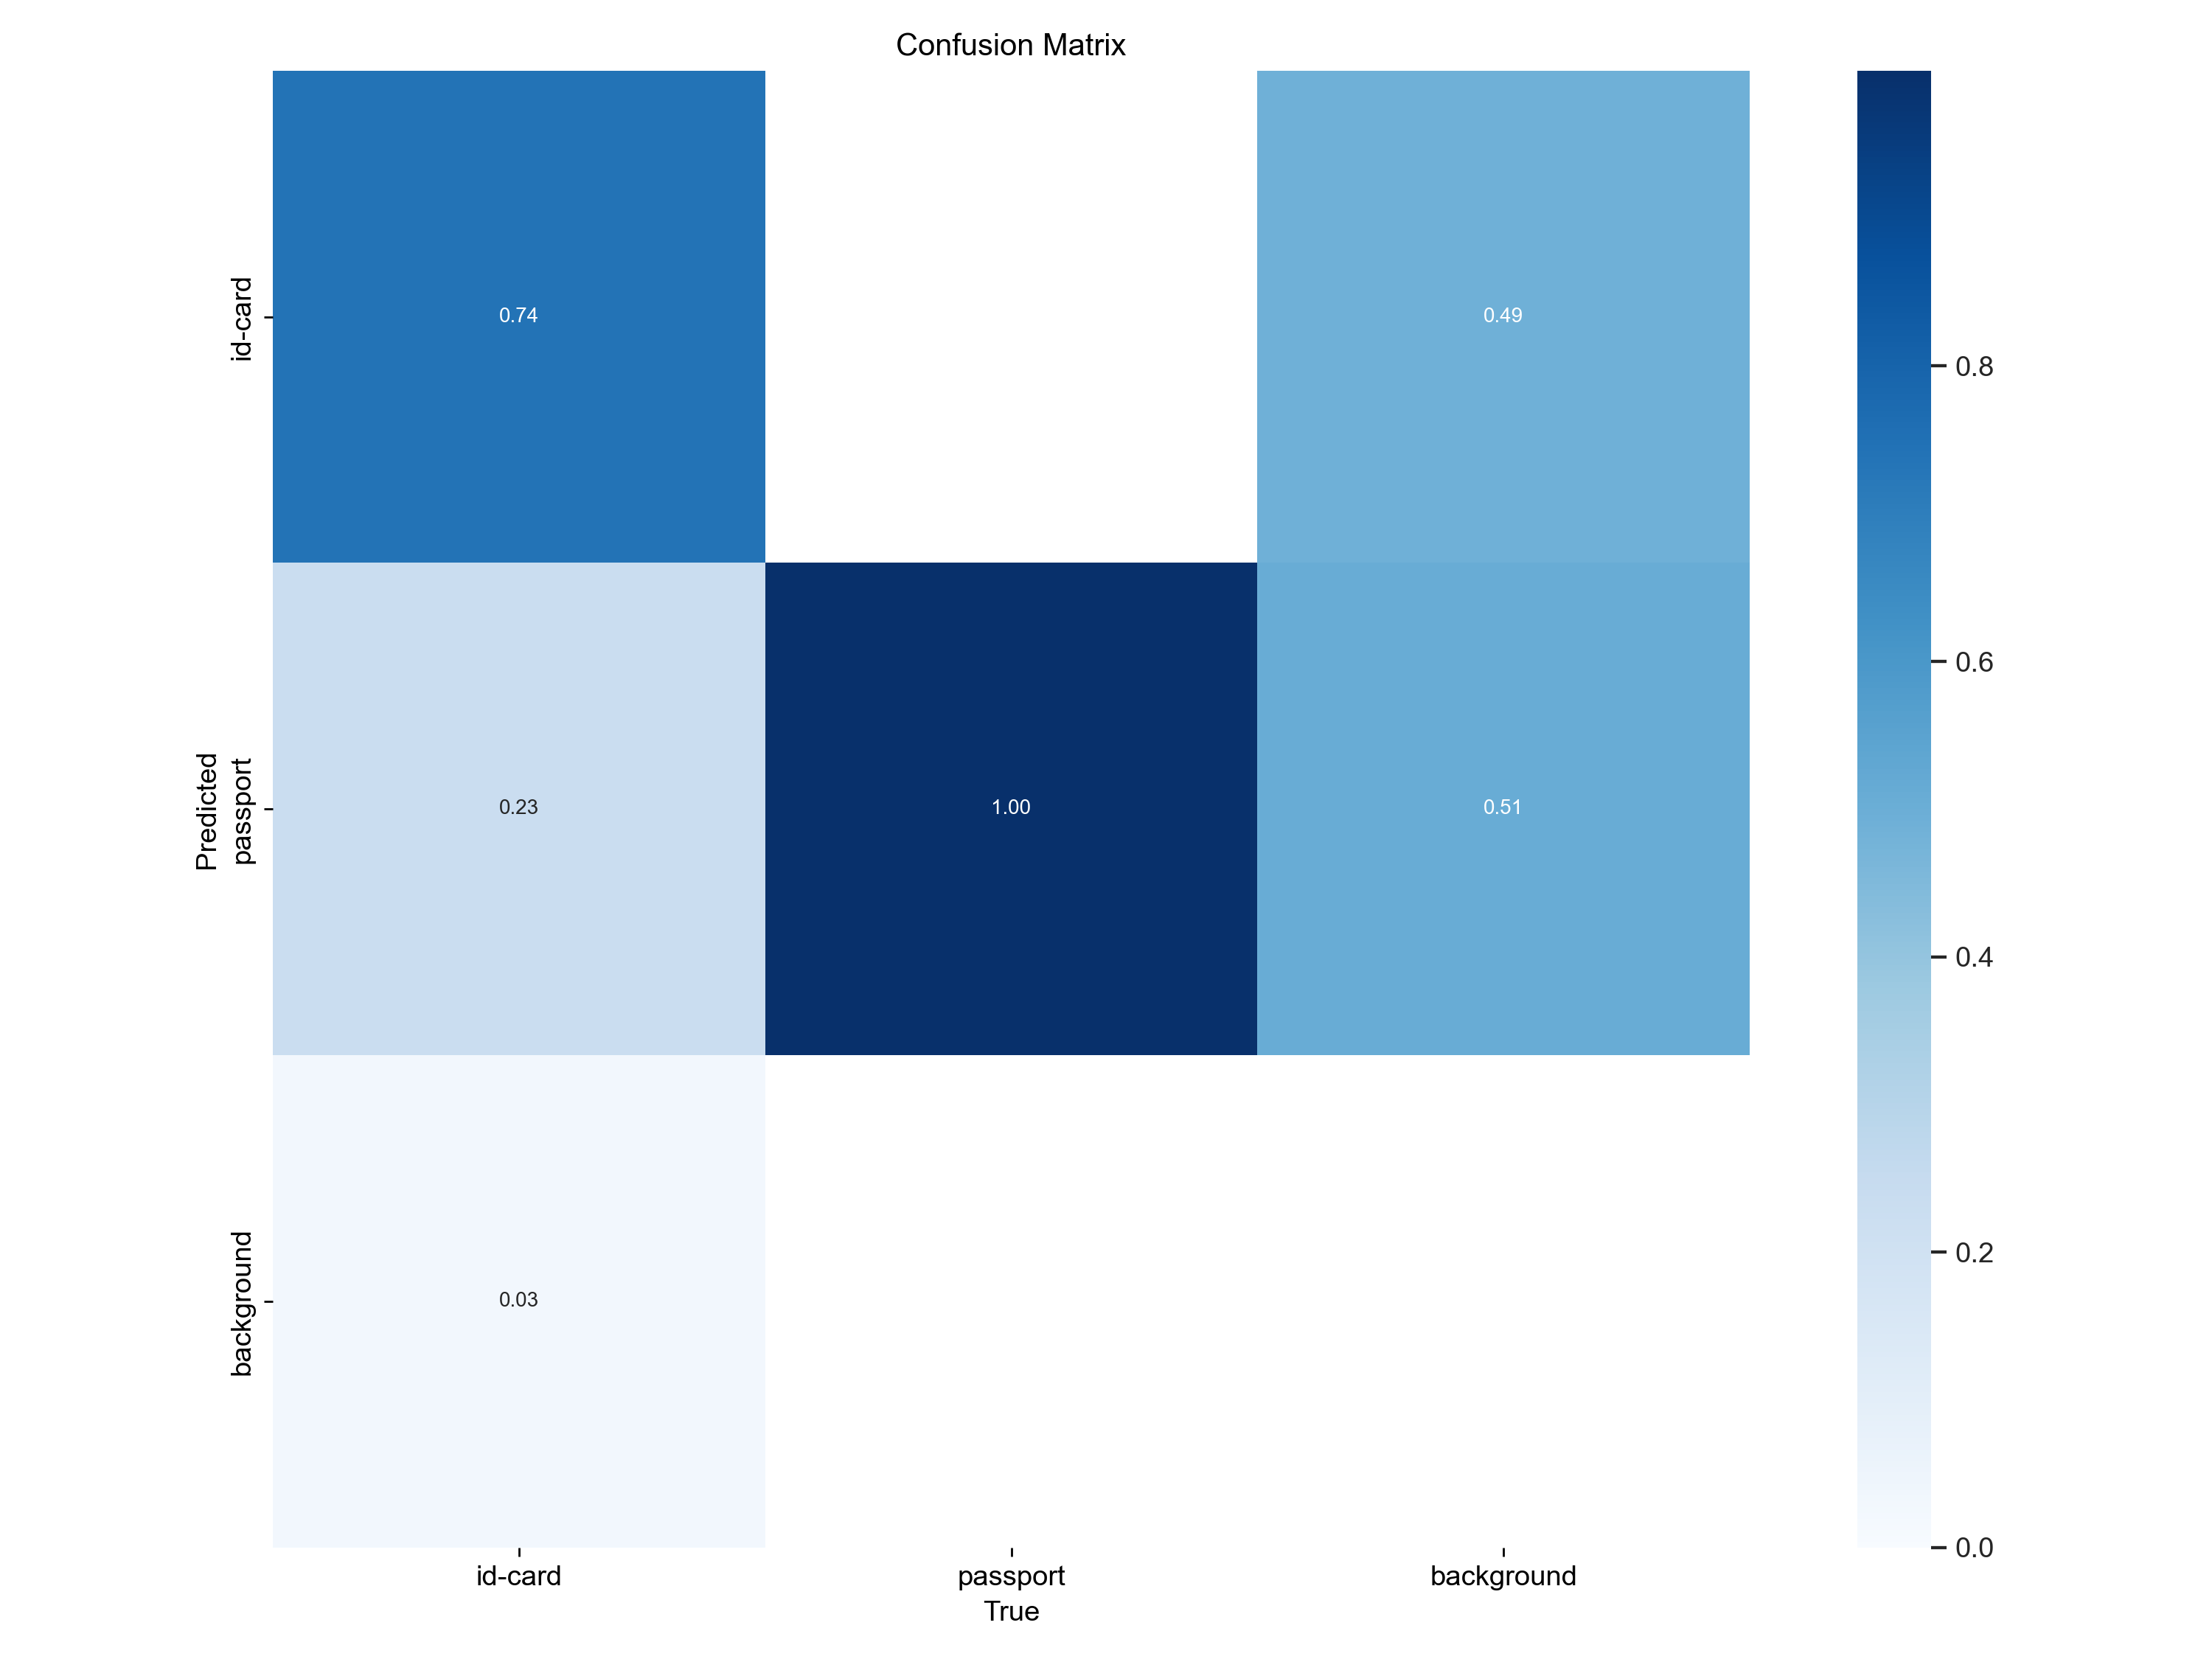 Confusion Matrix
id-card
0.74
0.49
0.8
0.6
Predicted
passport
0.23
1.00
0.51
0.4
background
0.03
0.2
0.0
id-card
passport
background
True